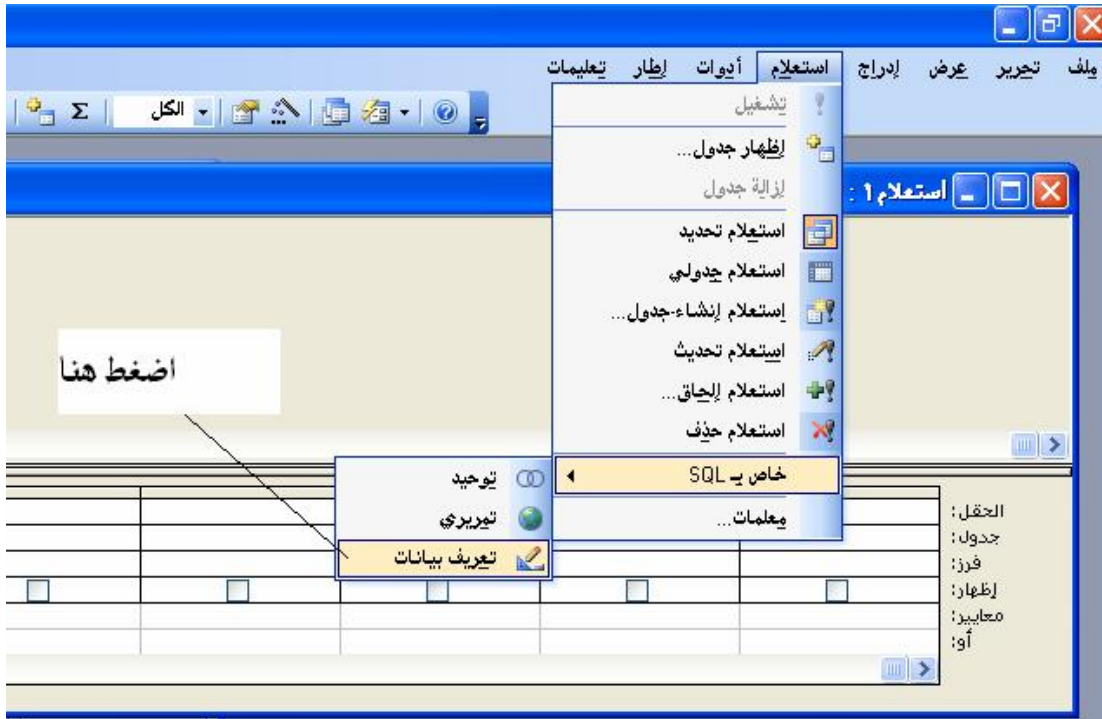 ملف تحرير عرض إدراج استعلام أدوات إطار تعليمات
الكل Σ
تشغيل
إظهار جدول...
إزالة جدول
استعلام1 :
استعلام تحديد
استعلام جدولي
إستعلام إنشاء-جدول...
استعلام تحديث
استعلام إلحاق...
استعلام حذف
خاص بـ SQL
معلمات...
توحيد
تمريري
تعريف بيانات
اضغط هنا
الحقل:
جدول:
فرز:
إظهار:
معايير:
أو: